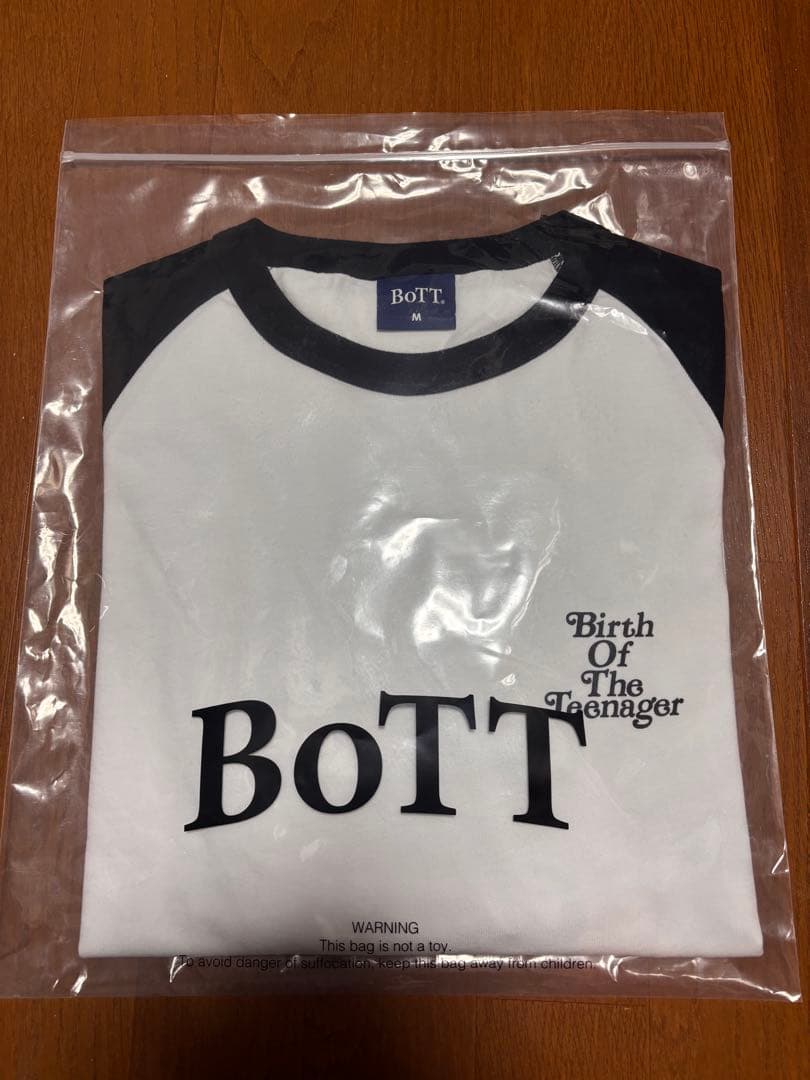 BoTT.
M
Birth
Of
The
Teenager
BoTT
WARNING
This bag is not a toy.
To avoid danger of suffocation, keep this bag away from children.